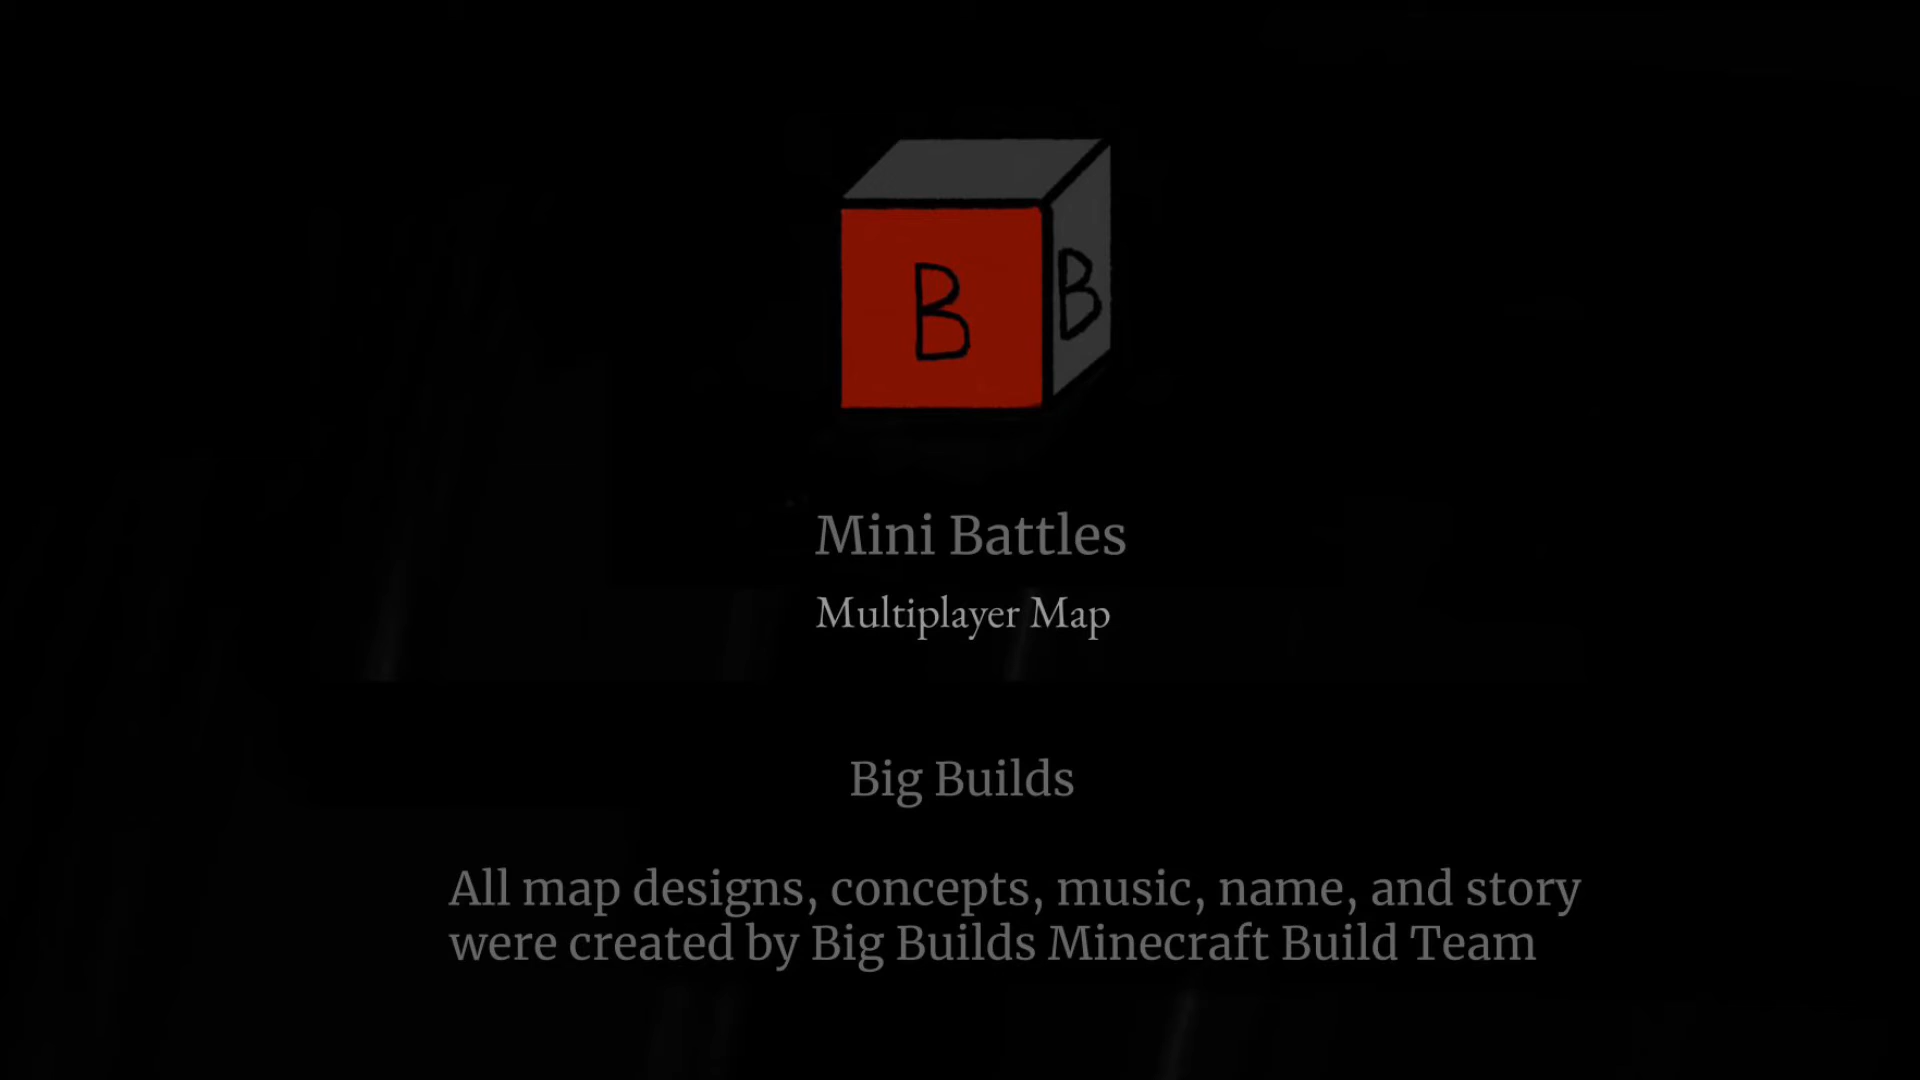 B B
Mini Battles
Multiplayer Map
Big Builds
All map designs, concepts, music, name, and story
were created by Big Builds Minecraft Build Team